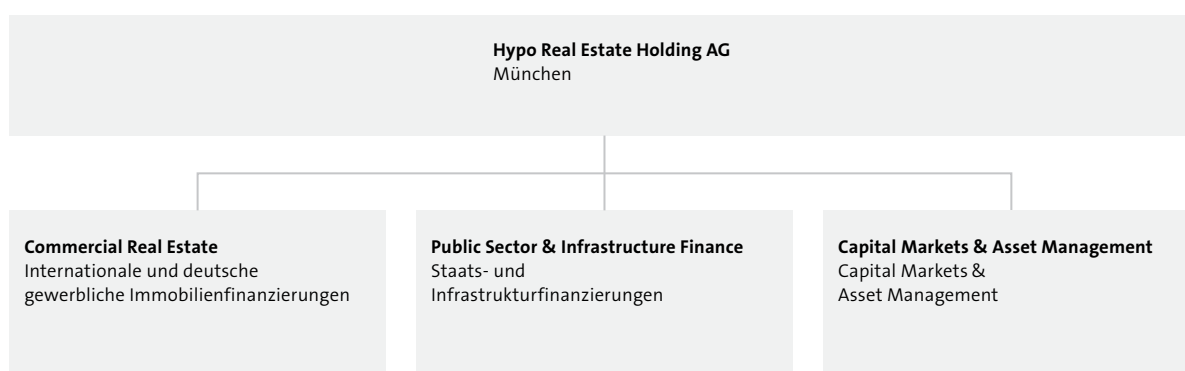 Hypo Real Estate Holding AG
München
Commercial Real Estate
Internationale und deutsche
gewerbliche Immobilienfinanzierungen
Public Sector & Infrastructure Finance
Staats- und
Infrastrukturfinanzierungen
Capital Markets & Asset Management
Capital Markets &
Asset Management